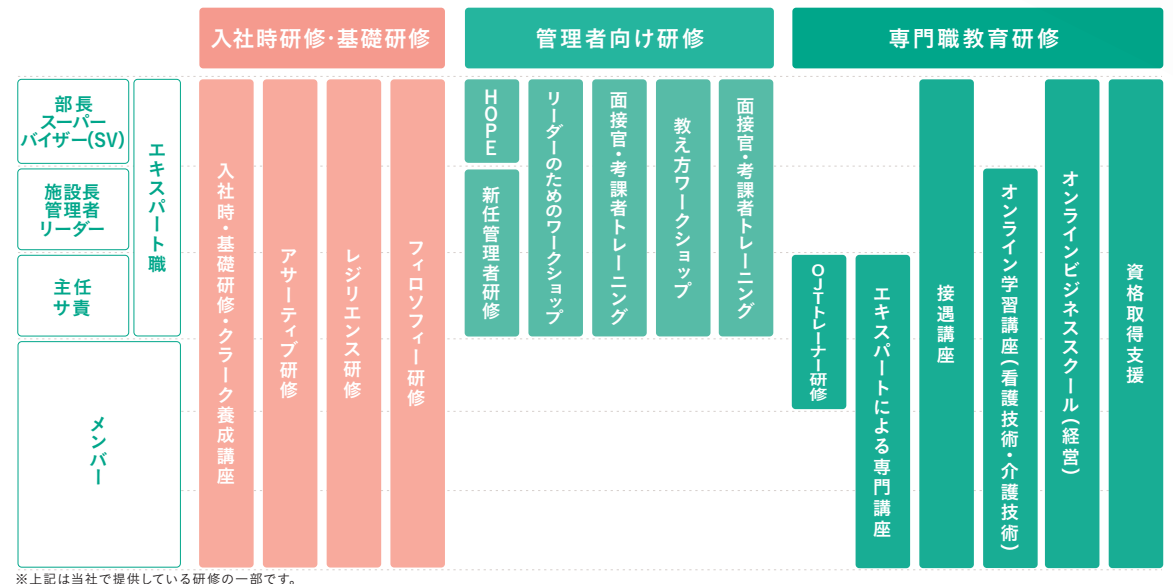 入社時研修・基礎研修
管理者向け研修
専門職教育研修
部長
スーパー
バイザー(SV)
施設長
管理者
リーダー
主任
サ責
エキスパート職
メンバー
入社時・基礎研修・クラーク養成講座
アサーティブ研修
レジリエンス研修
フィロソフィー研修
HOPE
新任管理者研修
リーダーのためのワークショップ
面接官・考課者トレーニング
教え方ワークショップ
面接官・考課者トレーニング
OJTトレーナー研修
エキスパートによる専門講座
接遇講座
オンライン学習講座(看護技術・介護技術)
オンラインビジネススクール(経営)
資格取得支援
※上記は当社で提供している研修の一部です。